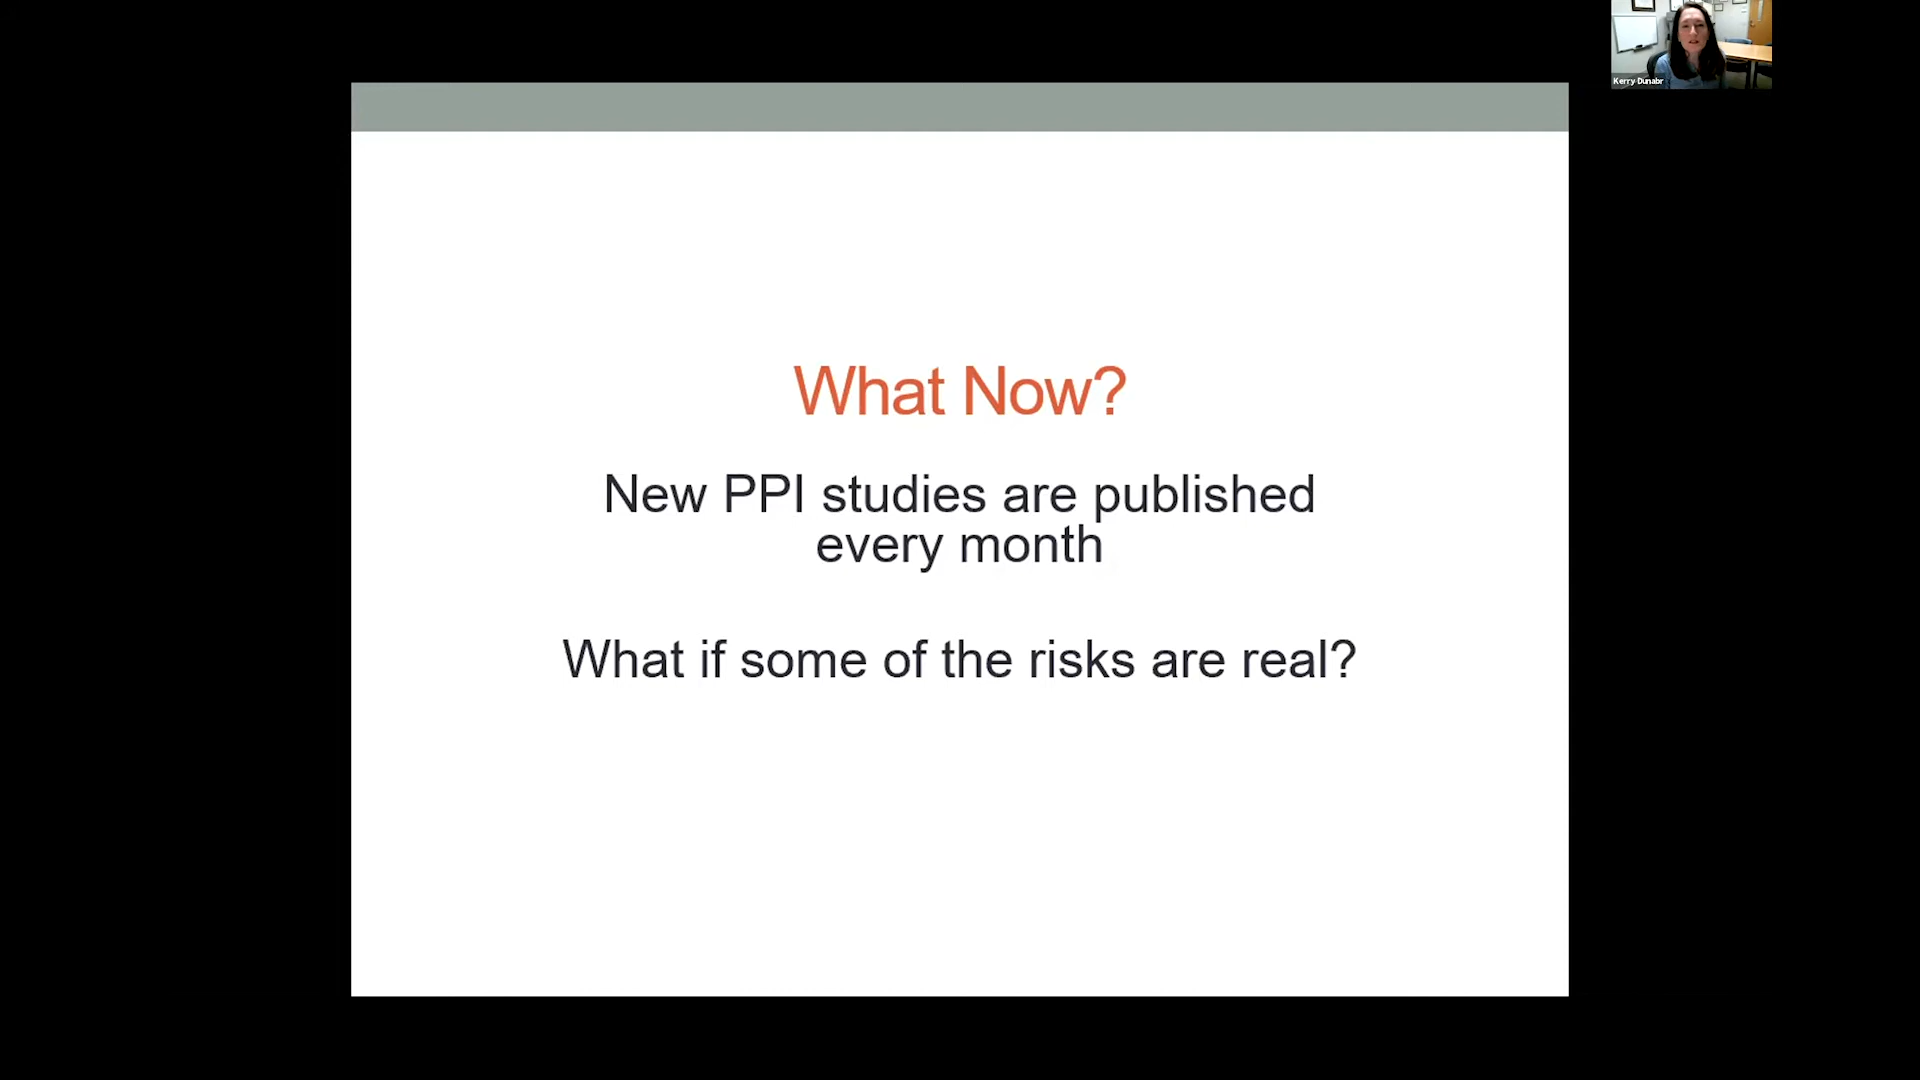 Kerry Dunabr
What Now?
New PPI studies are published
every month
What if some of the risks are real?